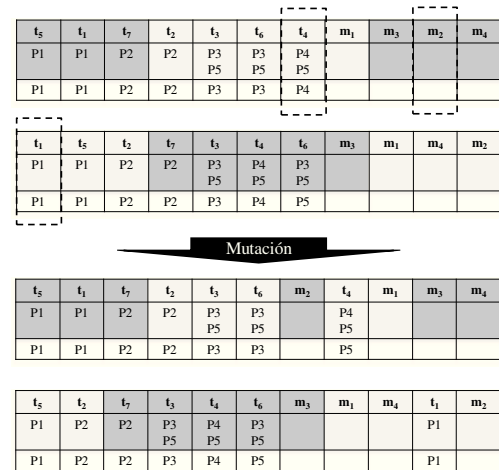 t5 t1 t7 t2 t3 t6 t4 m1 m3 m2 m4
P1 P1 P2 P2 P3 P3 P4
P5 P5 P5
P1 P1 P2 P2 P3 P3 P4
t1 t5 t2 t7 t3 t4 t6 m3 m1 m4 m2
P1 P1 P2 P2 P3 P4 P3
P5 P5 P5
P1 P1 P2 P2 P3 P4 P5
Mutación
t5 t1 t7 t2 t3 t6 m2 t4 m1 m3 m4
P1 P1 P2 P2 P3 P3 P4
P5 P5 P5
P1 P1 P2 P2 P3 P3 P5
t5 t2 t7 t3 t4 t6 m3 m1 m4 t1 m2
P1 P2 P2 P3 P4 P3 P1
P5 P5 P5
P1 P2 P2 P3 P4 P5 P1